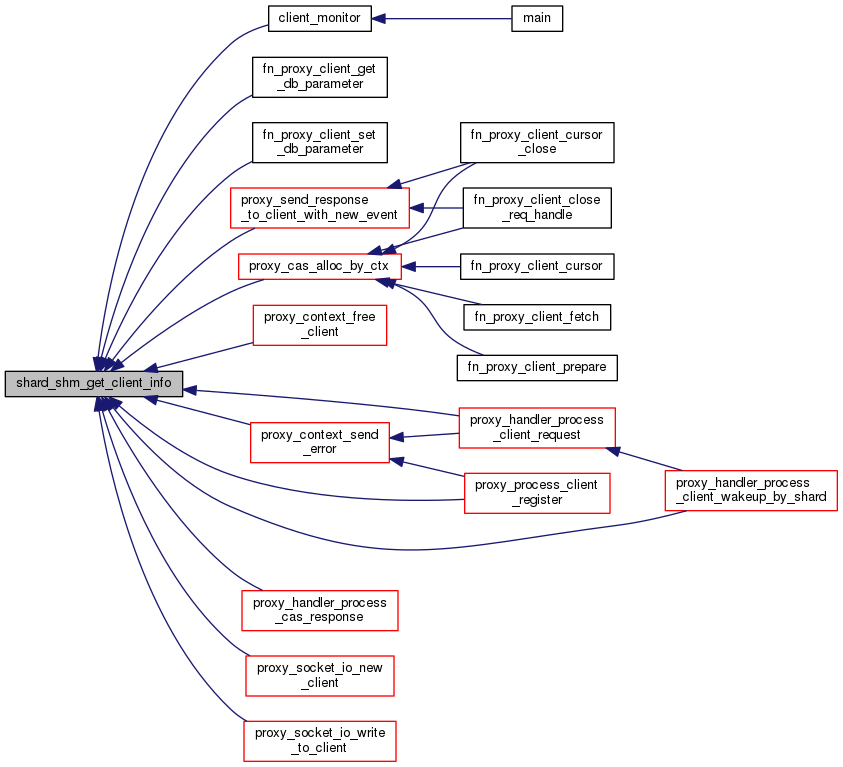 client_monitor
main
fn_proxy_client_get
_db_parameter
fn_proxy_client_set
_db_parameter
fn_proxy_client_cursor
_close
proxy_send_response
_to_client_with_new_event
fn_proxy_client_close
_req_handle
proxy_cas_alloc_by_ctx
fn_proxy_client_cursor
proxy_context_free
_client
fn_proxy_client_fetch
fn_proxy_client_prepare
shard_shm_get_client_info
proxy_handler_process
_client_request
proxy_context_send
_error
proxy_process_client
_register
proxy_handler_process
_client_wakeup_by_shard
proxy_handler_process
_cas_response
proxy_socket_io_new
_client
proxy_socket_io_write
_to_client